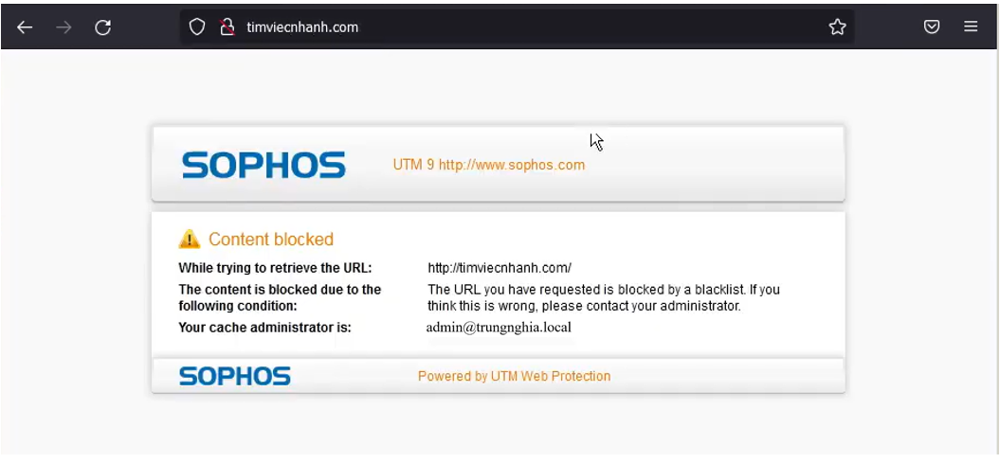 timviecnhanh.com
SOPHOS
UTM 9 http://www.sophos.com
Content blocked
While trying to retrieve the URL: http://timviecnhanh.com/
The content is blocked due to the following condition:
The URL you have requested is blocked by a blacklist. If you
think this is wrong, please contact your administrator.
Your cache administrator is: admin@trungnghia.local
SOPHOS
Powered by UTM Web Protection